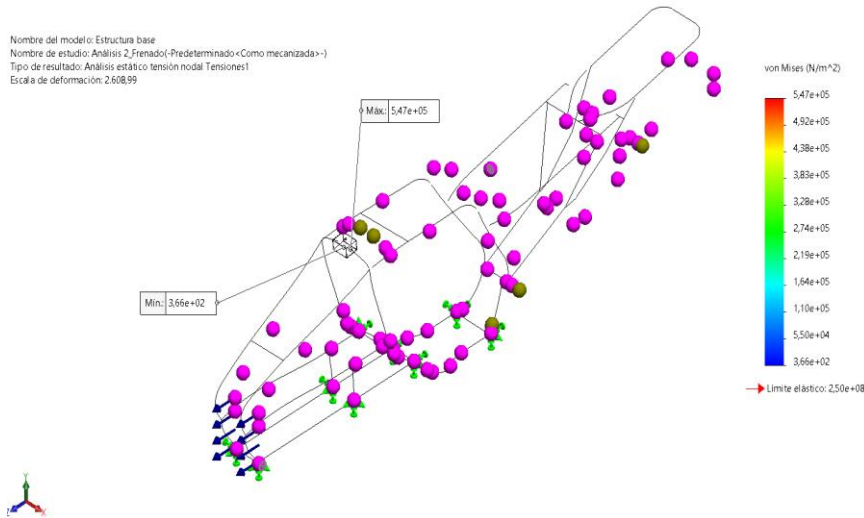 Nombre del modelo: Estructura base
Nombre de estudio: Análisis 2_Frenado(-Predeterminado<Como mecanizada>-)
Tipo de resultado: Análisis estático tensión nodal Tensiones1
Escala de deformación: 2.608,99
Máx.: 5,47e+05
Mín.: 3,66e+02
von Mises (N/m^2)
5,47e+05
4,92e+05
4,38e+05
3,83e+05
3,28e+05
2,74e+05
2,19e+05
1,64e+05
1,10e+05
5,50e+04
3,66e+02
Límite elástico: 2,50e+08
Y
Z
X